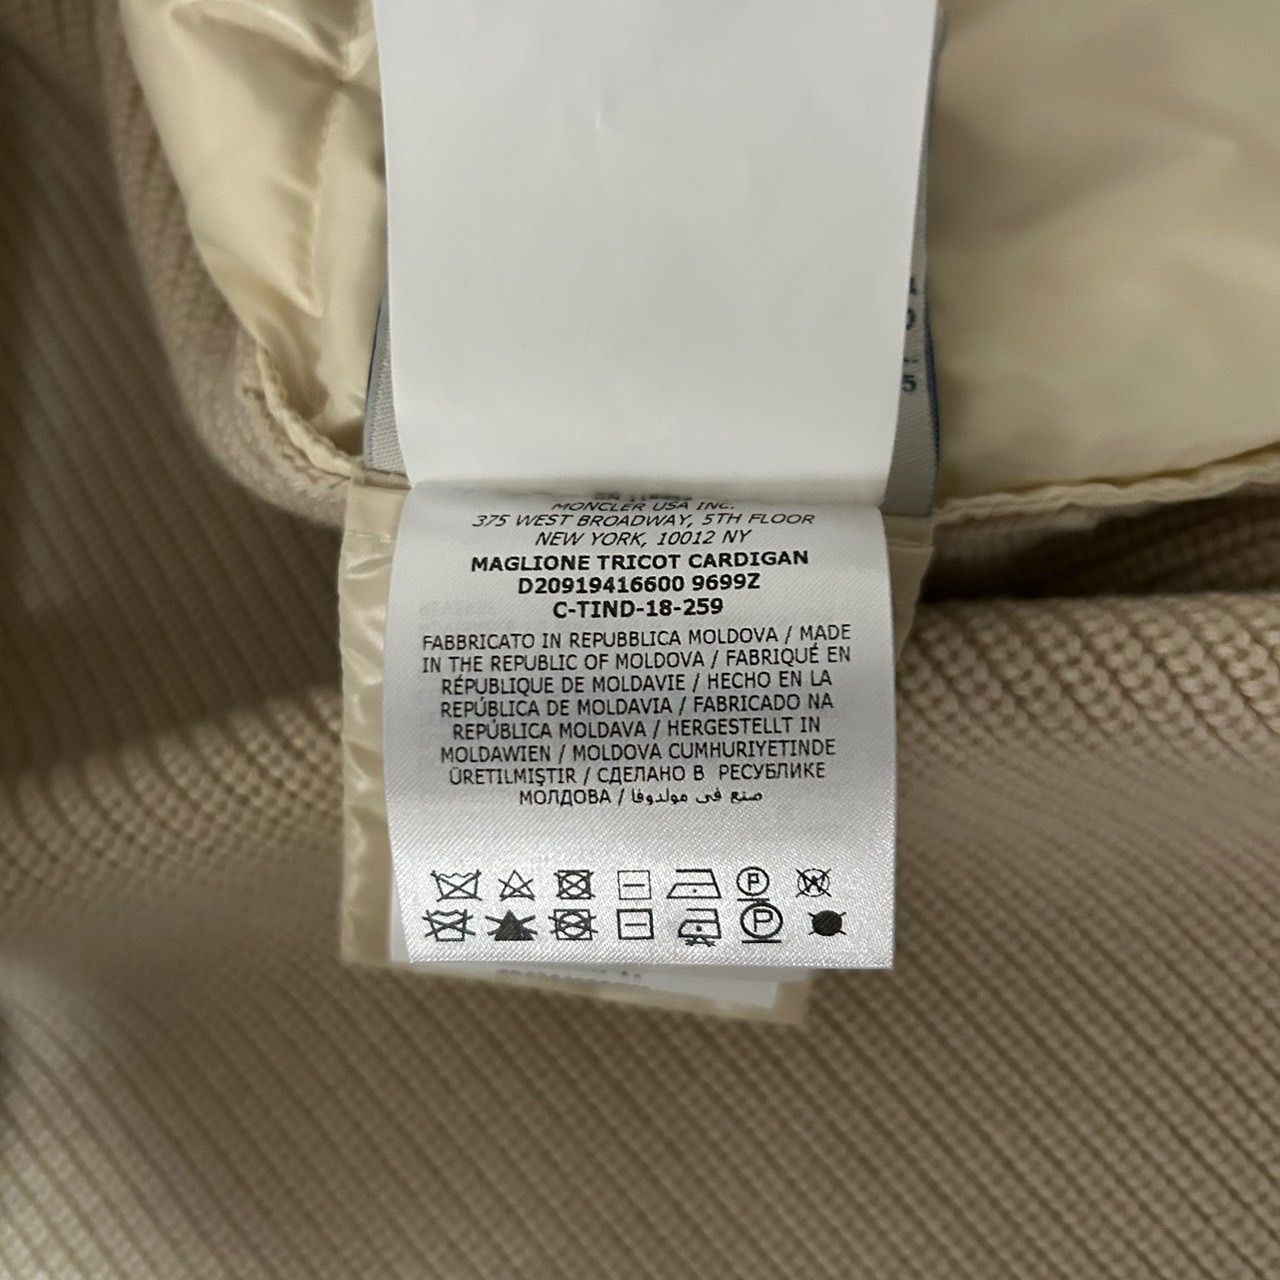 A
O
5
MONCLER USA INC.
375 WEST BROADWAY, 5TH FLOOR
NEW YORK, 10012 NY
MAGLIONE TRICOT CARDIGAN
D20919416600 9699Z
C-TIND-18-259
FABBRICATO IN REPUBBLICA MOLDOVA / MADE
IN THE REPUBLIC OF MOLDOVA / FABRIQUÉ EN
RÉPUBLIQUE DE MOLDAVIE / HECHO EN LA
REPÚBLICA DE MOLDAVIA / FABRICADO NA
REPÚBLICA MOLDAVA / HERGESTELLT IN
MOLDAWIEN / MOLDOVA CUMHURIYETINDE
ÜRETILMIŞTIR / СДЕЛАНО В РЕСУБЛИКЕ
МОЛДОВА / صنع في مولدوفا
P W
P